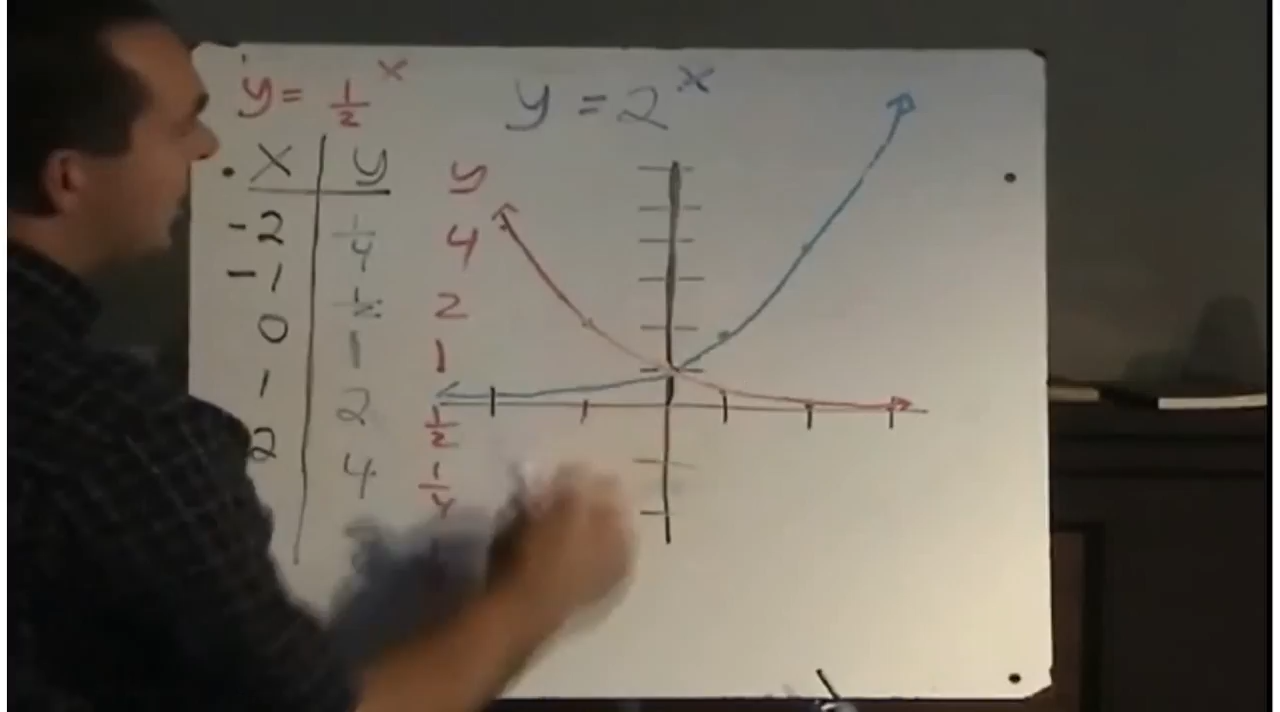 y = 1/2^x
y = 2^x
x y y
-2 1/4 4
-1 1/2 2
0 1 1
1 2 1/2
2 4 1/4